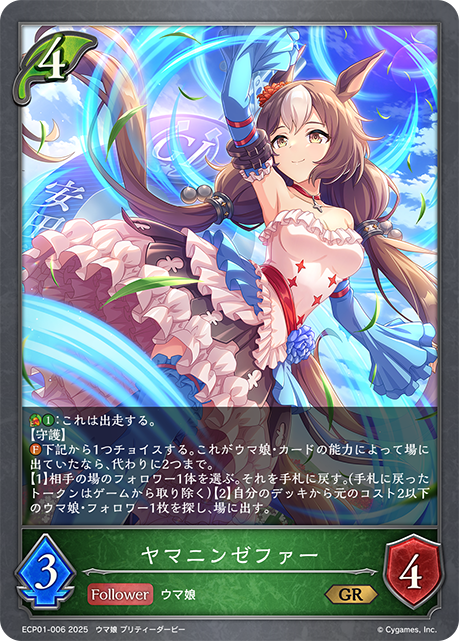 4
安田
①:これは出走する。
【守護】
F 下記から1つチョイスする。これがウマ娘・カードの能力によって場に
出ていたなら、代わりに2つまで。
【1】相手の場のフォロワー1体を選ぶ。それを手札に戻す。(手札に戻った
トークンはゲームから取り除く)【2】自分のデッキから元のコスト2以下
のウマ娘・フォロワー1枚を探し、場に出す。
ヤマニンゼファー
3
Follower ウマ娘
GR
4
ECP01-006 2025 ウマ娘 プリティーダービー
© Cygames, Inc.